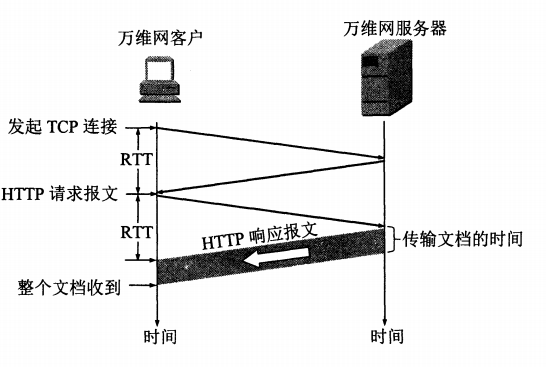 万维网客户
万维网服务器
发起 TCP 连接
RTT
HTTP 请求报文
RTT
HTTP 响应报文
传输文档的时间
整个文档收到
时间
时间